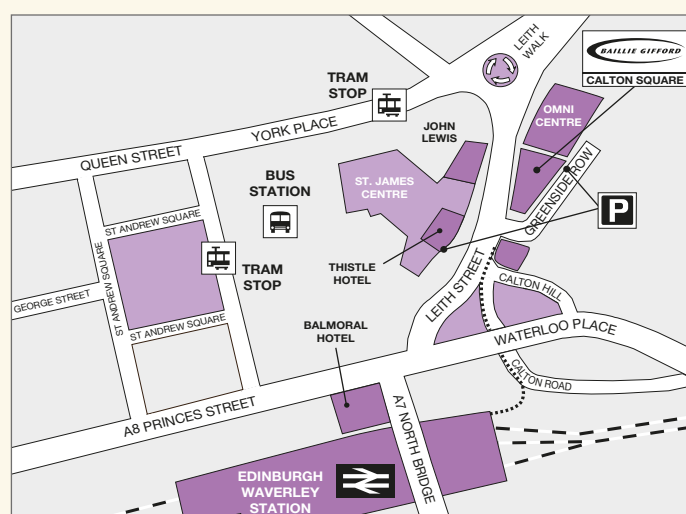 LEITH
WALK
BAILLIE GIFFORD
CALTON SQUARE
TRAM
STOP
OMNI
CENTRE
YORK PLACE
JOHN
LEWIS
QUEEN STREET
BUS
STATION
ST. JAMES
CENTRE
GREENSIDE ROW
P
ST ANDREW SQUARE
THISTLE
HOTEL
TRAM
STOP
ST ANDREW SQUARE
GEORGE STREET
LEITH STREET
CALTON HILL
ST ANDREW SQUARE
BALMORAL
HOTEL
WATERLOO PLACE
CALTON ROAD
A8 PRINCES STREET
A7 NORTH BRIDGE
EDINBURGH
WAVERLEY
STATION